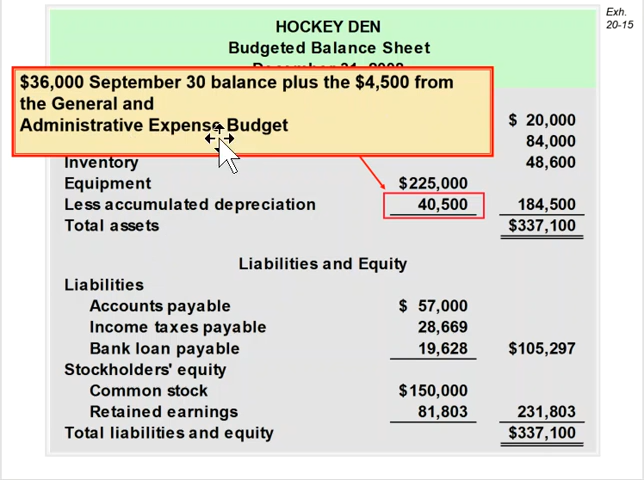 Exh.
20-15
HOCKEY DEN
Budgeted Balance Sheet
$36,000 September 30 balance plus the $4,500 from
the General and
Administrative Expense Budget
$ 20,000
84,000
Inventory 48,600
Equipment $225,000
Less accumulated depreciation 40,500 184,500
Total assets $337,100
Liabilities and Equity
Liabilities
Accounts payable $ 57,000
Income taxes payable 28,669
Bank loan payable 19,628 $105,297
Stockholders' equity
Common stock $150,000
Retained earnings 81,803 231,803
Total liabilities and equity $337,100